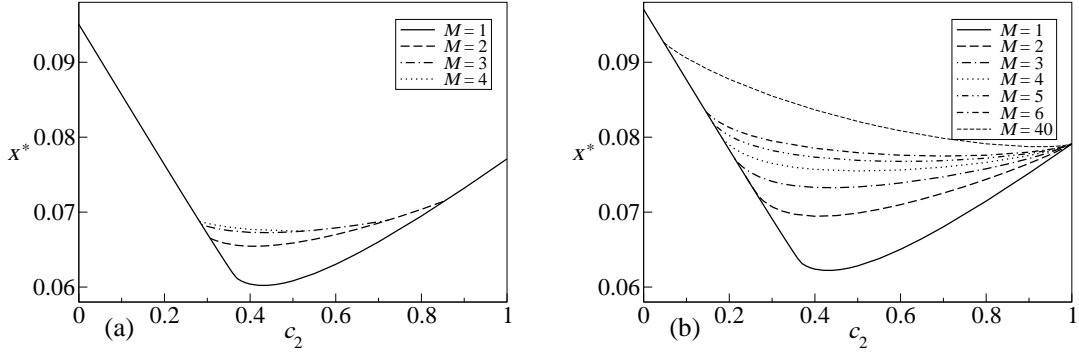 M = 1
M = 2
M = 3
M = 4
0.09
0.08
x*
0.07
0.06
0 0.2 0.4 0.6 0.8 1
(a) c2
M = 1
M = 2
M = 3
M = 4
M = 5
M = 6
M = 40
0.09
0.08
x*
0.07
0.06
0 0.2 0.4 0.6 0.8 1
(b) c2